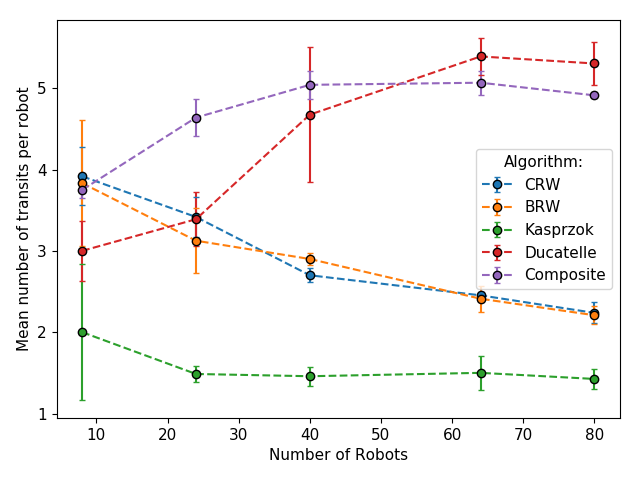 Mean number of transits per robot
5
4
3
2
1
Algorithm:
CRW
BRW
Kasprzok
Ducatelle
Composite
10 20 30 40 50 60 70 80
Number of Robots